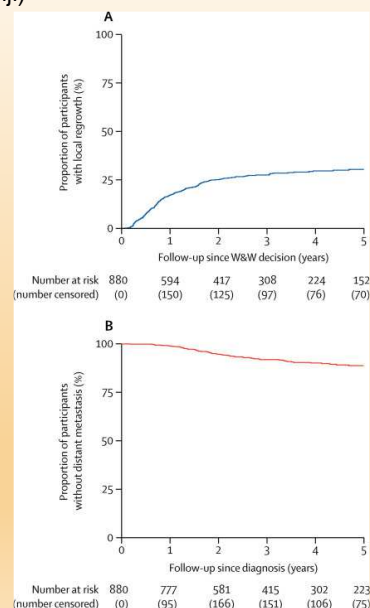 A
Proportion of participants
with local regrowth (%)
100
75
50
25
0
0 1 2 3 4 5
Follow-up since W&W decision (years)
Number at risk 880 594 417 308 224 152
(number censored) (0) (150) (125) (97) (76) (70)
B
Proportion of participants
without distant metastasis (%)
100
75
50
25
0
0 1 2 3 4 5
Follow-up since diagnosis (years)
Number at risk 880 777 581 415 302 223
(number censored) (0) (95) (166) (151) (106) (75)